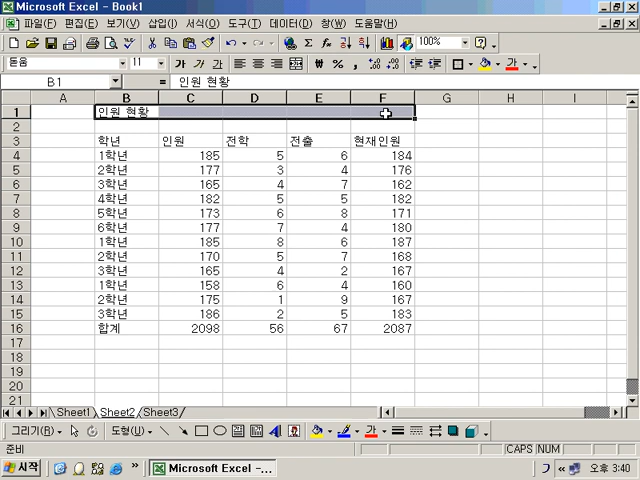 Microsoft Excel - Book1
파일(F) 편집(E) 보기(V) 삽입(I) 서식(O) 도구(T) 데이터(D) 창(W) 도움말(H)
100%
돋움 11 가 가 가
B1 = 인원 현황
A B C D E F G H I
1 인원 현황
2
3 학년 인원 전학 전출 현재인원
4 1학년 185 5 6 184
5 2학년 177 3 4 176
6 3학년 165 4 7 162
7 4학년 182 5 5 182
8 5학년 173 6 8 171
9 6학년 177 7 4 180
10 1학년 185 8 6 187
11 2학년 170 5 7 168
12 3학년 165 4 2 167
13 1학년 158 6 4 160
14 2학년 175 1 9 167
15 3학년 186 2 5 183
16 합계 2098 56 67 2087
17
18
19
20
21
Sheet1 Sheet2 Sheet3
그리기(R) 도형(U)
준비 CAPS NUM
시작 Microsoft Excel -... 오후 3:40